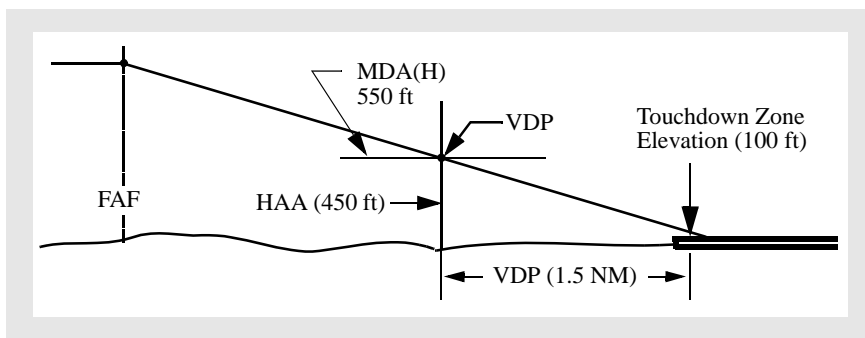 MDA(H)
550 ft
VDP
Touchdown Zone
Elevation (100 ft)
FAF
HAA (450 ft)
VDP (1.5 NM)